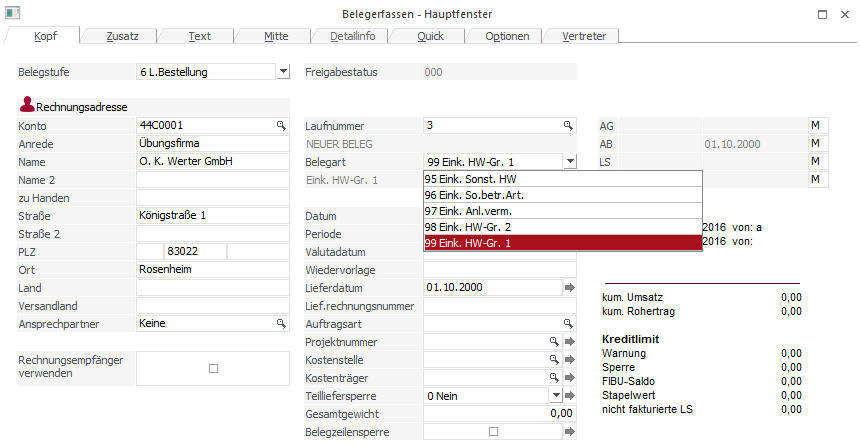 Belegerfassen - Hauptfenster
Kopf Zusatz Text Mitte Detailinfo Quick Optionen Vertreter
Belegstufe 6 L.Bestellung Freigabestatus 000
Rechnungsadresse
Konto 44C0001 Laufnummer 3 AG M
Anrede Übungsfirma NEUER BELEG AB 01.10.2000 M
Name O. K. Werter GmbH Belegart 99 Eink. HW-Gr. 1 LS M
Name 2 Eink. HW-Gr. 1 95 Eink. Sonst. HW M
zu Handen 96 Eink. So.betr.Art.
Straße Königstraße 1 Datum 97 Eink. Anl.verm.
Straße 2 Periode 98 Eink. HW-Gr. 2 2016 von: a
PLZ 83022 Valutadatum 99 Eink. HW-Gr. 1 2016 von:
Ort Rosenheim Wiedervorlage
Land Lieferdatum 01.10.2000
Versandland Lief.rechnungsnummer kum. Umsatz 0,00
Ansprechpartner Keine Auftragsart kum. Rohertrag 0,00
Projektnummer Kreditlimit
Rechnungsempfänger verwenden Kostenstelle Warnung 0,00
Kostenträger Sperre 0,00
Teilliefersperre 0 Nein FIBU-Saldo 0,00
Gesamtgewicht 0,00 Stapelwert 0,00
Belegzeilensperre nicht fakturierte LS 0,00